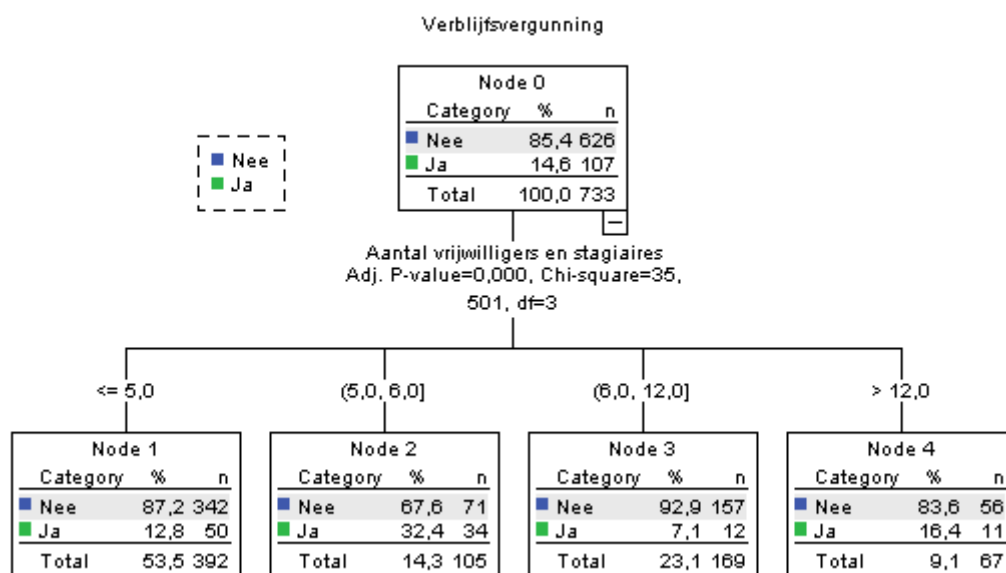 Verblijfsvergunning
Node 0
Category % n
Nee 85,4 626
Ja 14,6 107
Total 100,0 733
Nee
Ja
Aantal vrijwilligers en stagiaires
Adj. P-value=0,000, Chi-square=35,
501, df=3
<= 5,0
(5,0, 6,0]
(6,0, 12,0]
> 12,0
Node 1
Category % n
Nee 87,2 342
Ja 12,8 50
Total 53,5 392
Node 2
Category % n
Nee 67,6 71
Ja 32,4 34
Total 14,3 105
Node 3
Category % n
Nee 92,9 157
Ja 7,1 12
Total 23,1 169
Node 4
Category % n
Nee 83,6 56
Ja 16,4 11
Total 9,1 67